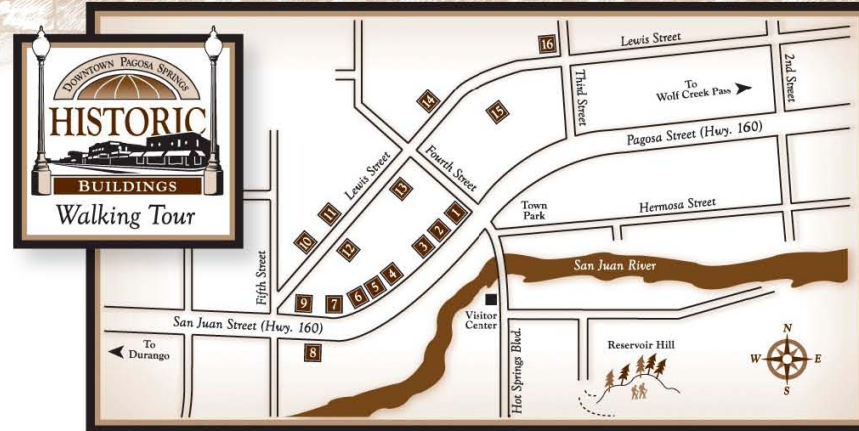 DOWNTOWN PAGOSA SPRINGS
HISTORIC
BUILDINGS
Walking Tour
Lewis Street
Third Street
2nd Street
To
Wolf Creek Pass
Pagosa Street (Hwy. 160)
Lewis Street
Fourth Street
Town
Park
Hermosa Street
San Juan River
Fifth Street
San Juan Street (Hwy. 160)
To
Durango
Visitor
Center
Hot Springs Blvd.
Reservoir Hill
N
W
E
S
16
14
15
13
11
10
12
1
2
3
4
5
6
7
9
8